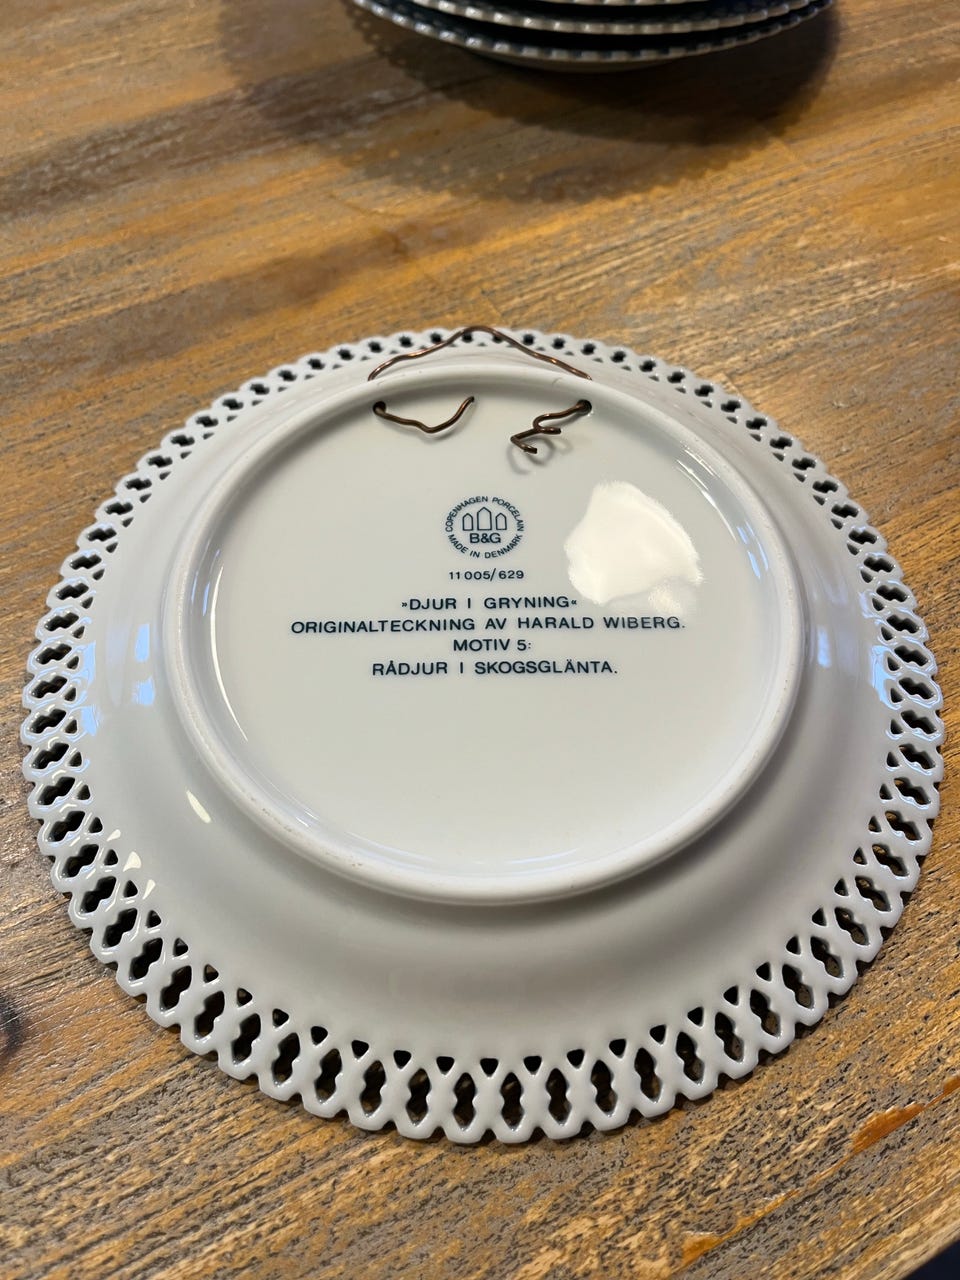 COPENHAGEN PORCELAIN
B&G
MADE IN DENMARK
11005/629
»DJUR I GRYNING«
ORIGINALTECKNING AV HARALD WIBERG.
MOTIV 5:
RÅDJUR I SKOGSGLÄNTA.